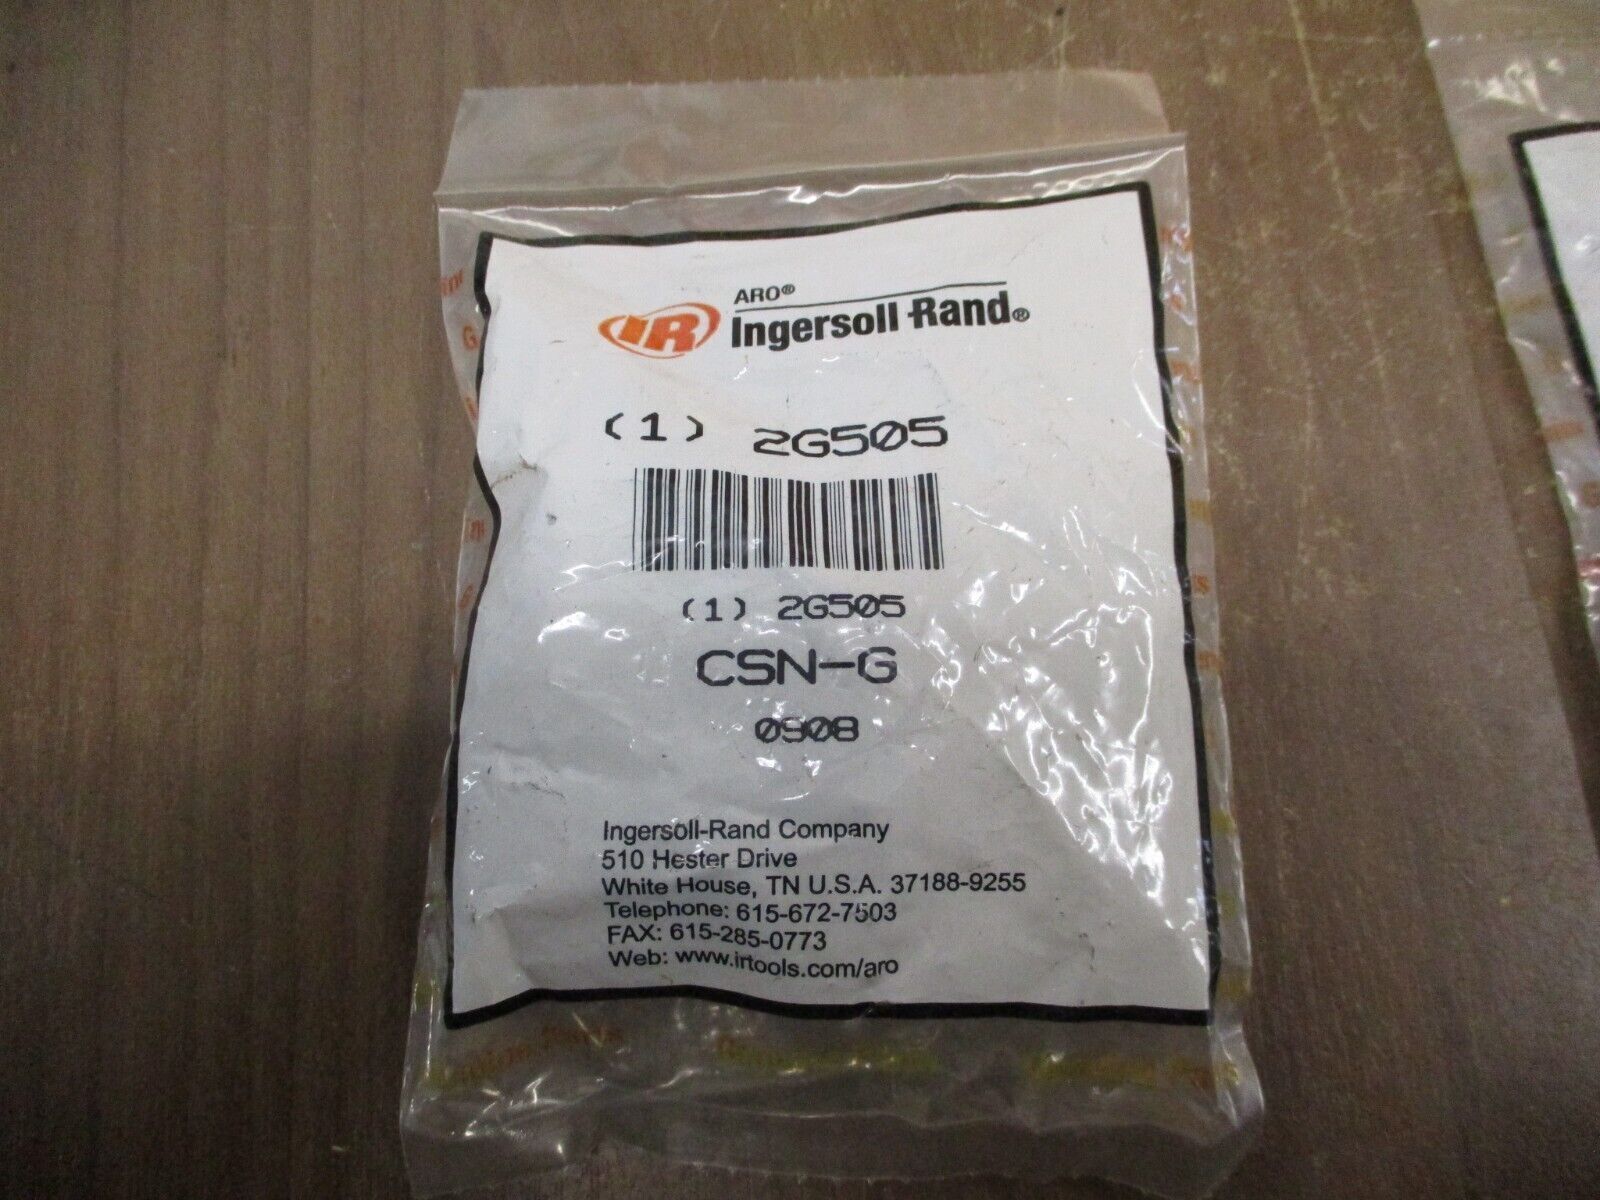 ARO®
IR Ingersoll-Rand®
(1) 2G505
(1) 2G505
CSN-G
0908
Ingersoll-Rand Company
510 Hester Drive
White House, TN U.S.A. 37188-9255
Telephone: 615-672-7503
FAX: 615-285-0773
Web: www.irtools.com/aro